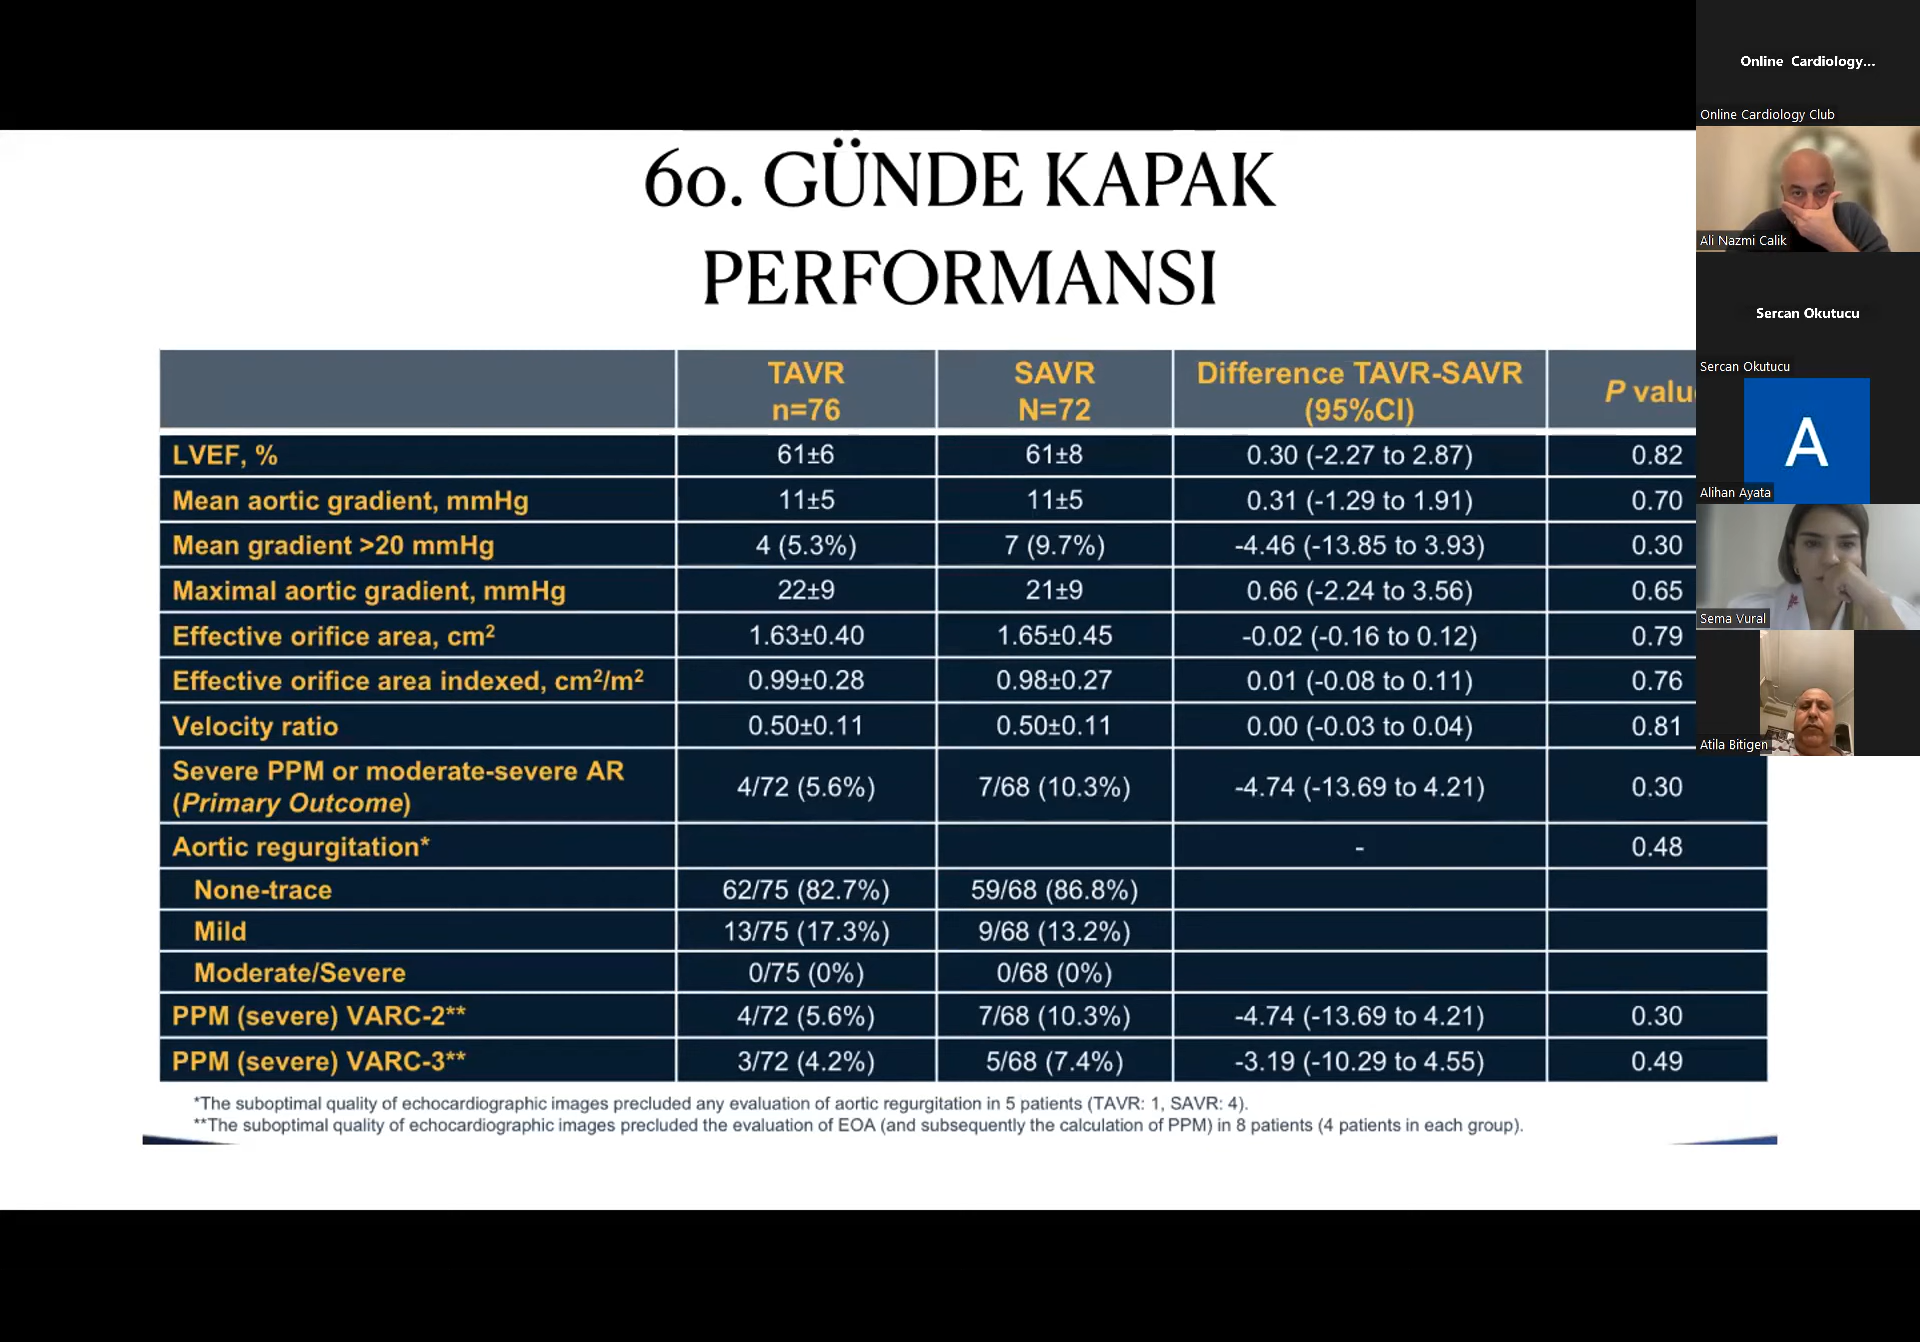 60. GÜNDE KAPAK
PERFORMANSI
TAVR
n=76
SAVR
N=72
Difference TAVR-SAVR
(95%CI)
P valu
LVEF, % 61±6 61±8 0.30 (-2.27 to 2.87) 0.82
Mean aortic gradient, mmHg 11±5 11±5 0.31 (-1.29 to 1.91) 0.70
Mean gradient >20 mmHg 4 (5.3%) 7 (9.7%) -4.46 (-13.85 to 3.93) 0.30
Maximal aortic gradient, mmHg 22±9 21±9 0.66 (-2.24 to 3.56) 0.65
Effective orifice area, cm² 1.63±0.40 1.65±0.45 -0.02 (-0.16 to 0.12) 0.79
Effective orifice area indexed, cm²/m² 0.99±0.28 0.98±0.27 0.01 (-0.08 to 0.11) 0.76
Velocity ratio 0.50±0.11 0.50±0.11 0.00 (-0.03 to 0.04) 0.81
Severe PPM or moderate-severe AR
(Primary Outcome) 4/72 (5.6%) 7/68 (10.3%) -4.74 (-13.69 to 4.21) 0.30
Aortic regurgitation* - 0.48
None-trace 62/75 (82.7%) 59/68 (86.8%)
Mild 13/75 (17.3%) 9/68 (13.2%)
Moderate/Severe 0/75 (0%) 0/68 (0%)
PPM (severe) VARC-2** 4/72 (5.6%) 7/68 (10.3%) -4.74 (-13.69 to 4.21) 0.30
PPM (severe) VARC-3** 3/72 (4.2%) 5/68 (7.4%) -3.19 (-10.29 to 4.55) 0.49
*The suboptimal quality of echocardiographic images precluded any evaluation of aortic regurgitation in 5 patients (TAVR: 1, SAVR: 4).
**The suboptimal quality of echocardiographic images precluded the evaluation of EOA (and subsequently the calculation of PPM) in 8 patients (4 patients in each group).
Online Cardiology...
Online Cardiology Club
Ali Nazmi Calik
Sercan Okutucu
Sercan Okutucu
A
Alihan Ayata
Sema Vural
Atila Bitigen